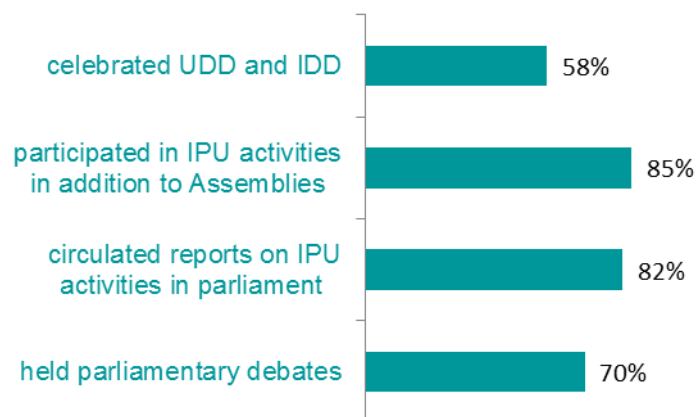 celebrated UDD and IDD
58%
participated in IPU activities
in addition to Assemblies
85%
circulated reports on IPU
activities in parliament
82%
held parliamentary debates
70%